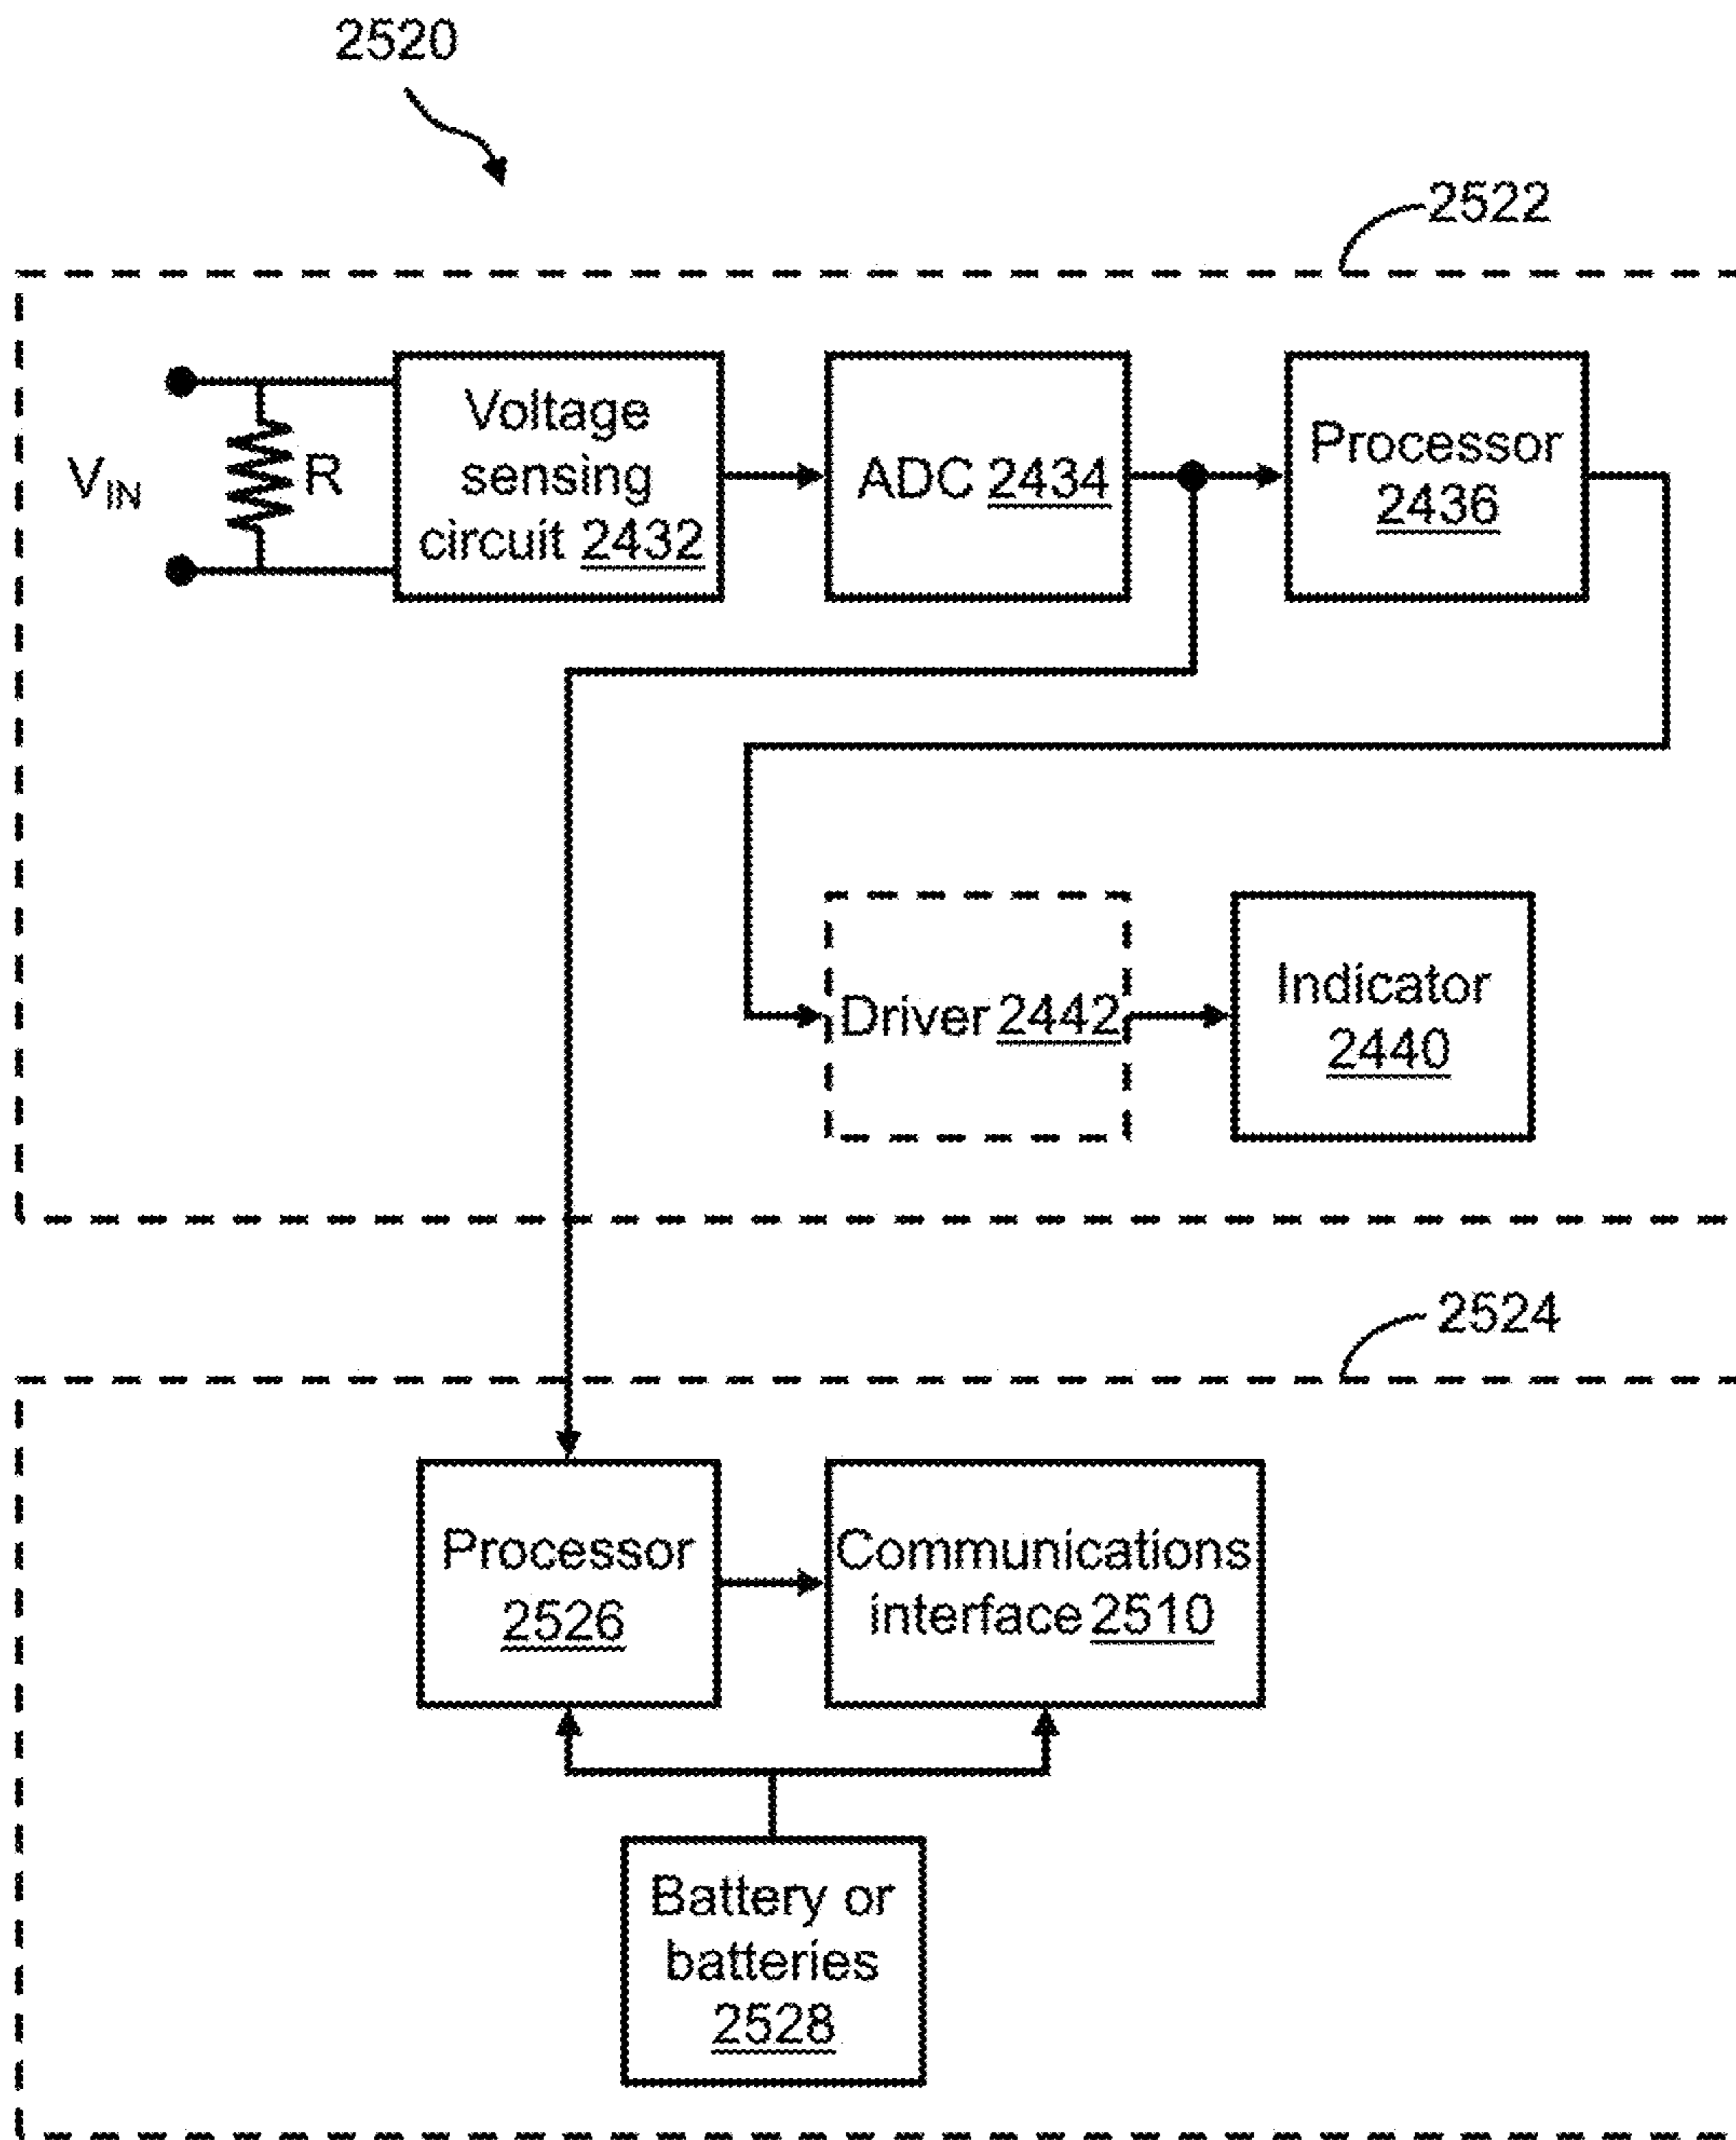 2520
2522
Voltage
sensing
circuit 2432
ADC 2434
Processor
2436
V_IN
R
Driver 2442
Indicator
2440
2524
Processor
2526
Communications
interface 2510
Battery or
batteries
2528